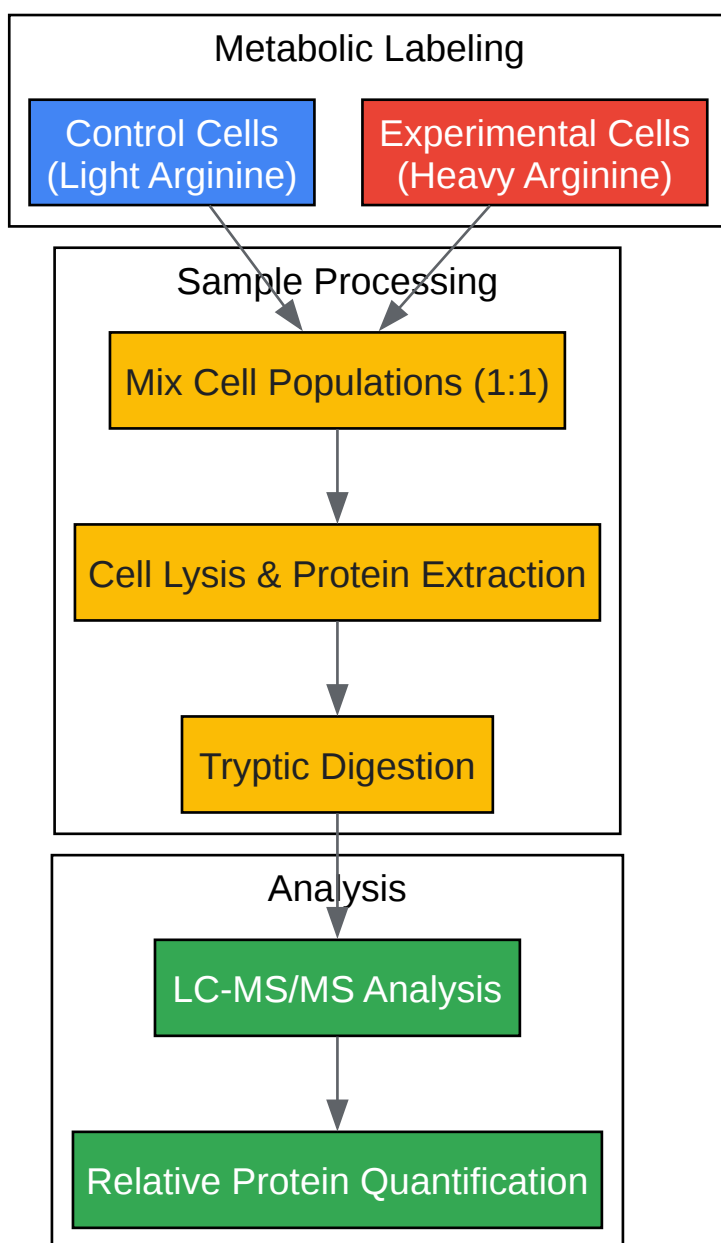 Metabolic Labeling
Control Cells
(Light Arginine)
Experimental Cells
(Heavy Arginine)
Sample Processing
Mix Cell Populations (1:1)
Cell Lysis & Protein Extraction
Tryptic Digestion
Analysis
LC-MS/MS Analysis
Relative Protein Quantification